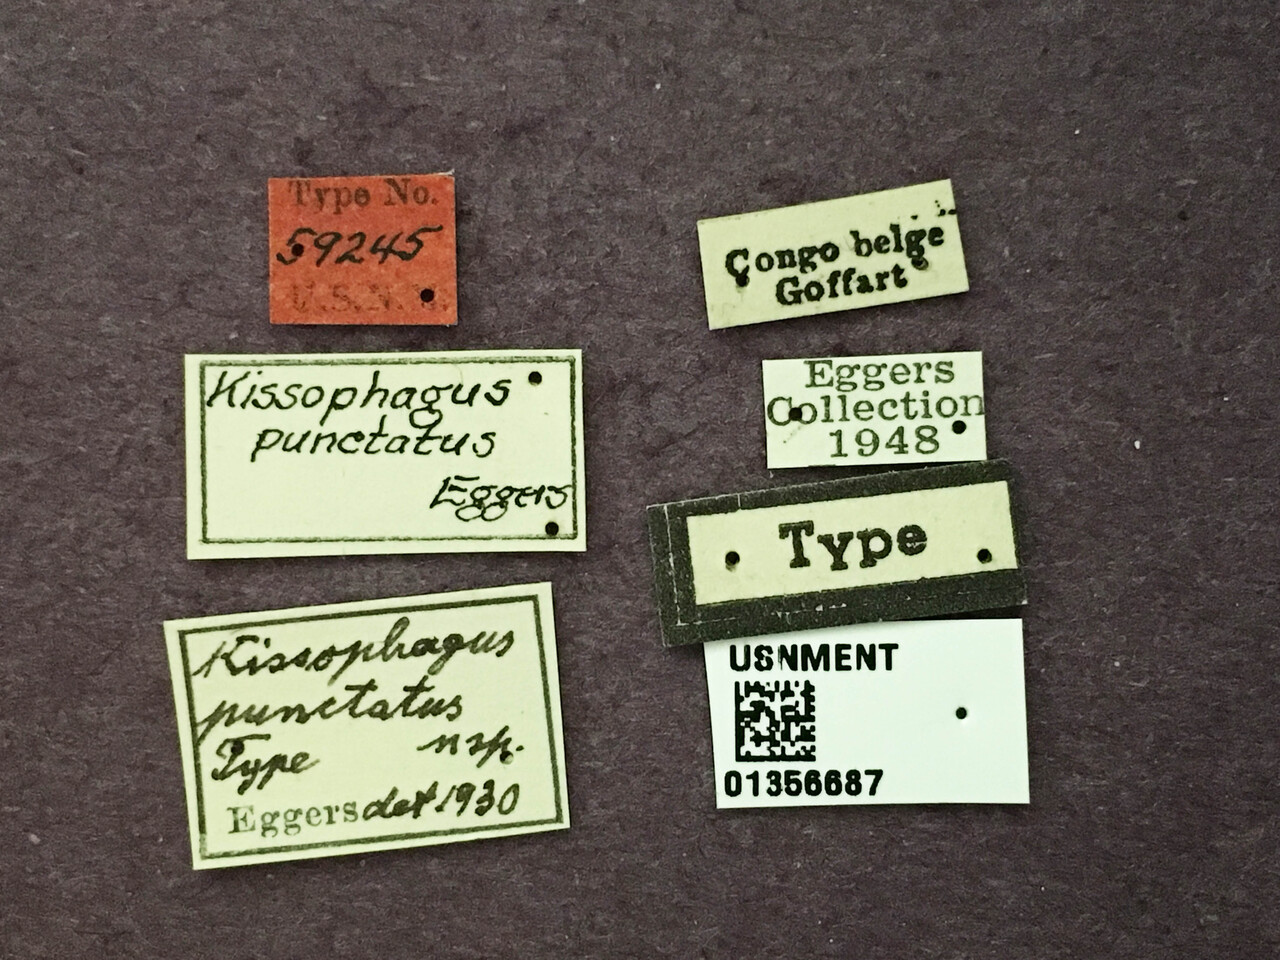 Type No.
59245
U.S.N.M.
Kissophagus
punctatus
Eggers
Kissophagus
punctatus
Type n sp.
Eggers det 1930
Congo belge
Goffart
Eggers
Collection
1948
Type
USNMENT
01356687